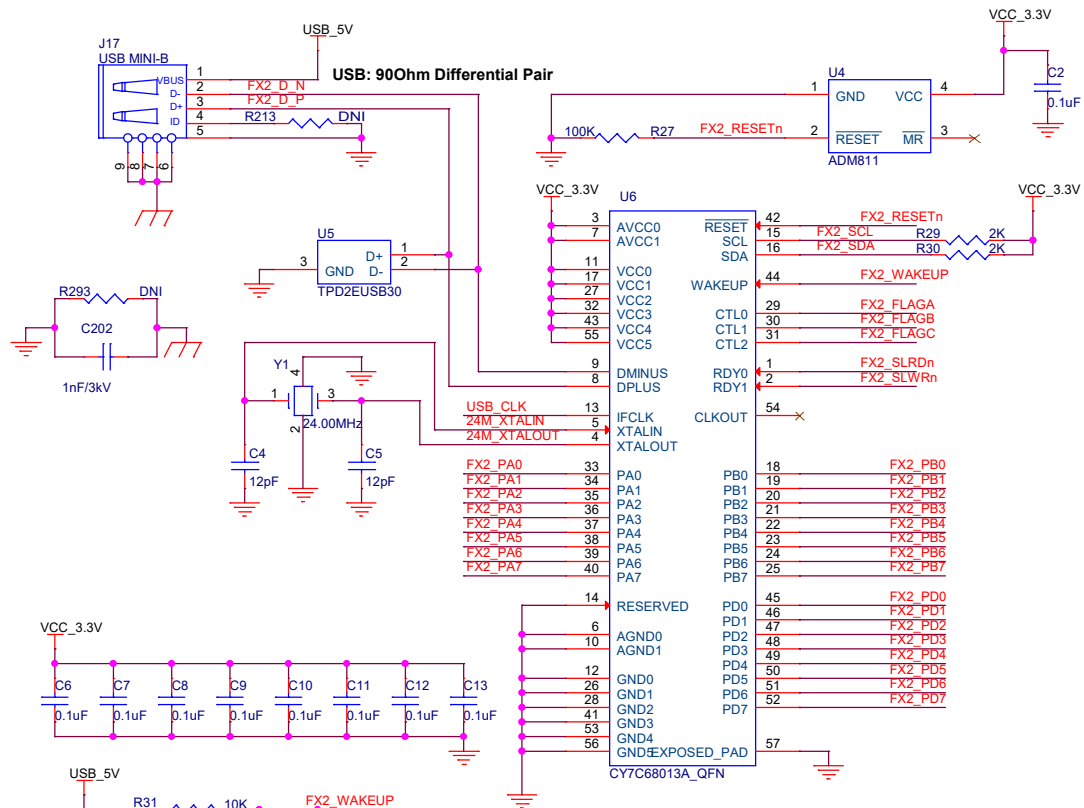 J17
USB MINI-B
USB_5V
USB: 90Ohm Differential Pair
VBUS 1
D- 2 FX2_D_N
D+ 3 FX2_D_P
ID 4 R213 DNI
5
9 8 7 6
VCC_3.3V
U4
C2
0.1uF
1 GND VCC 4
100K R27 FX2_RESETn 2 RESET MR 3
ADM811
U5
3 GND D+ 1
D- 2
TPD2EUSB30
R293 DNI
C202
1nF/3kV
Y1
4
1 3
2
24.00MHz
C4
12pF
C5
12pF
VCC_3.3V
U6
VCC_3.3V
3 AVCC0 RESET 42 FX2_RESETn
7 AVCC1 SCL 15 FX2_SCL R29 2K
SDA 16 FX2_SDA R30 2K
11 VCC0
17 VCC1 WAKEUP 44 FX2_WAKEUP
27 VCC2
32 VCC3 CTL0 29 FX2_FLAGA
43 VCC4 CTL1 30 FX2_FLAGB
55 VCC5 CTL2 31 FX2_FLAGC
9 DMINUS RDY0 1 FX2_SLRDn
8 DPLUS RDY1 2 FX2_SLWRn
USB_CLK 13 IFCLK CLKOUT 54
24M_XTALIN 5 XTALIN
24M_XTALOUT 4 XTALOUT
FX2_PA0 33 PA0 PB0 18 FX2_PB0
FX2_PA1 34 PA1 PB1 19 FX2_PB1
FX2_PA2 35 PA2 PB2 20 FX2_PB2
FX2_PA3 36 PA3 PB3 21 FX2_PB3
FX2_PA4 37 PA4 PB4 22 FX2_PB4
FX2_PA5 38 PA5 PB5 23 FX2_PB5
FX2_PA6 39 PA6 PB6 24 FX2_PB6
FX2_PA7 40 PA7 PB7 25 FX2_PB7
14 RESERVED PD0 45 FX2_PD0
PD1 46 FX2_PD1
6 AGND0 PD2 47 FX2_PD2
10 AGND1 PD3 48 FX2_PD3
PD4 49 FX2_PD4
12 GND0 PD5 50 FX2_PD5
26 GND1 PD6 51 FX2_PD6
28 GND2 PD7 52 FX2_PD7
41 GND3
53 GND4
56 GND5 EXPOSED_PAD 57
CY7C68013A_QFN
VCC_3.3V
C6 C7 C8 C9 C10 C11 C12 C13
0.1uF 0.1uF 0.1uF 0.1uF 0.1uF 0.1uF 0.1uF 0.1uF
USB_5V
R31 10K FX2_WAKEUP